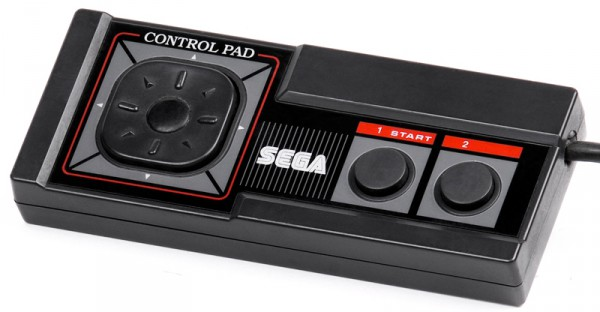 CONTROL PAD
SEGA
1 START 2